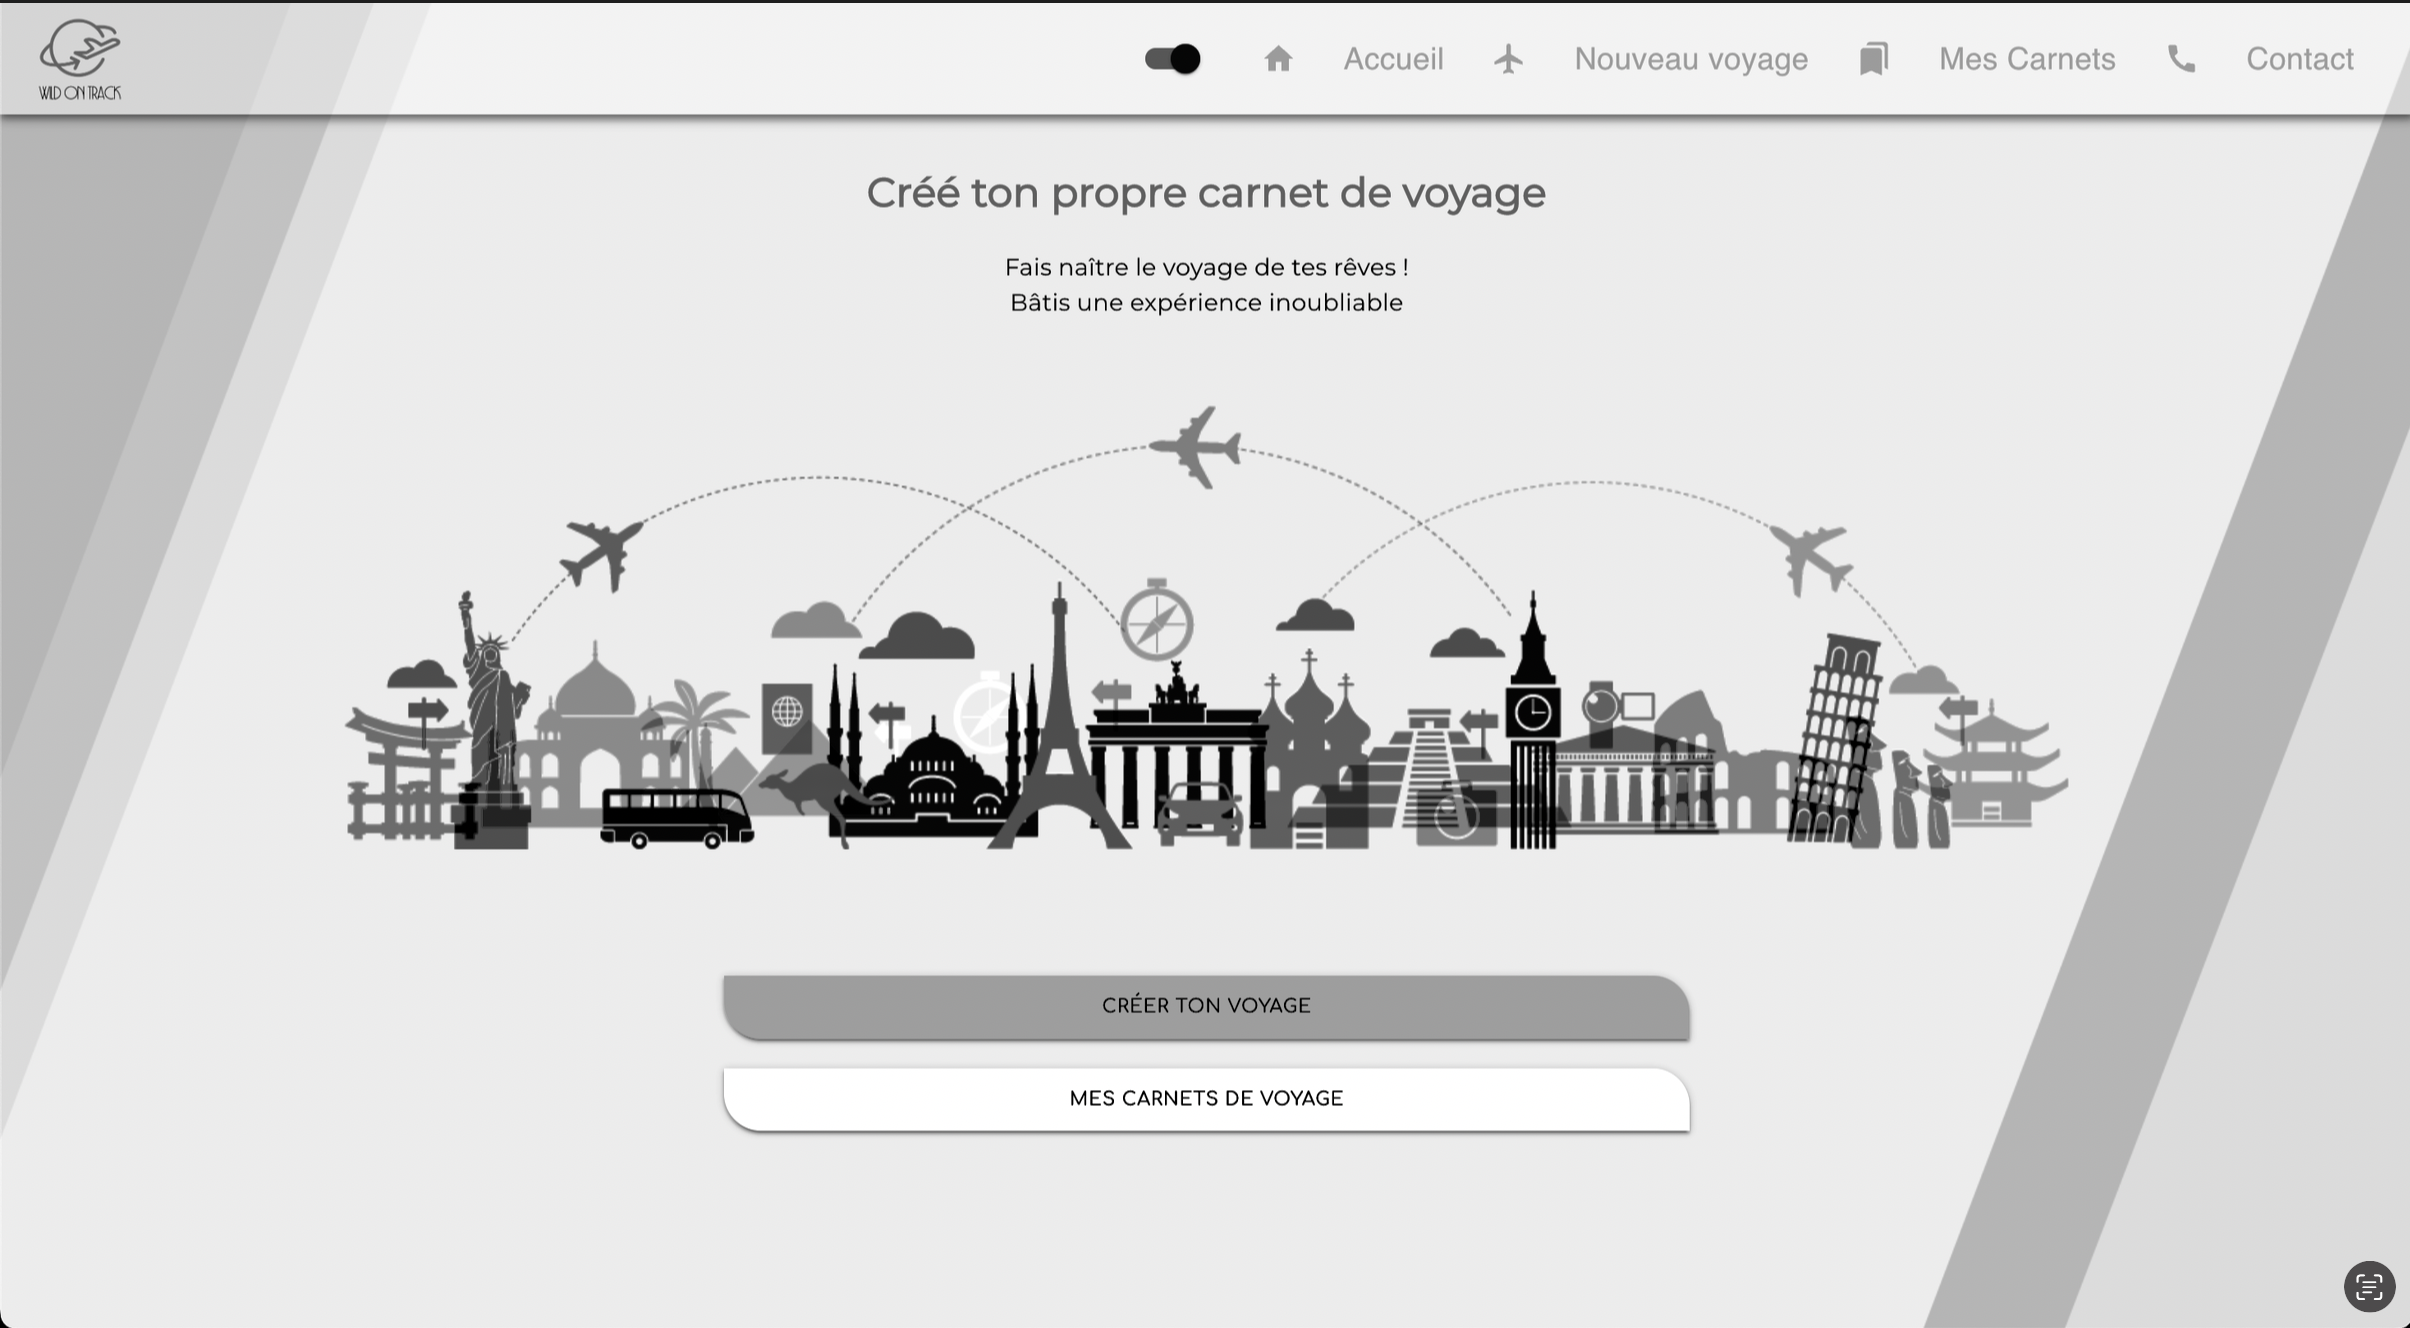 WILD ON TRACK
Accueil Nouveau voyage Mes Carnets Contact
Créé ton propre carnet de voyage
Fais naître le voyage de tes rêves !
Bâtis une expérience inoubliable
CRÉER TON VOYAGE
MES CARNETS DE VOYAGE